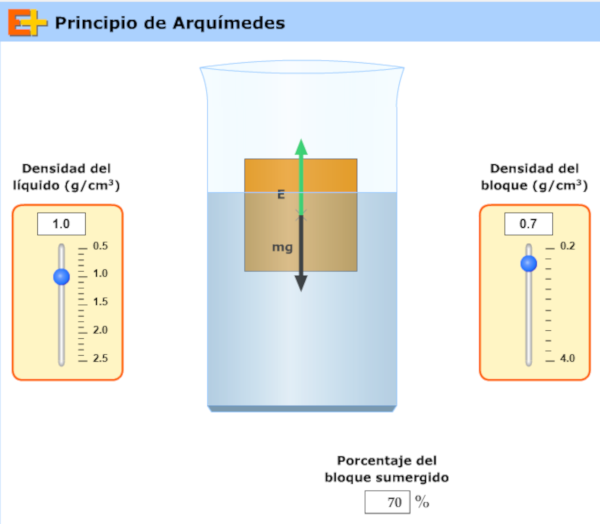 E+ Principio de Arquímedes
Densidad del
líquido (g/cm³)
1.0
0.5
1.0
1.5
2.0
2.5
E
mg
Densidad del
bloque (g/cm³)
0.7
0.2
4.0
Porcentaje del
bloque sumergido
70 %